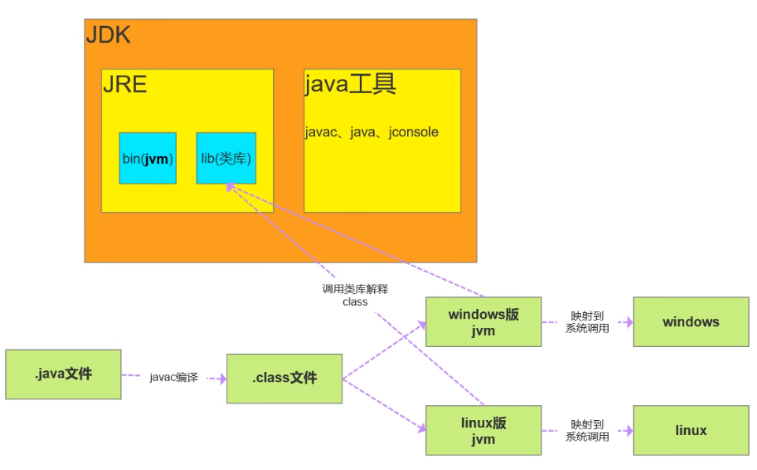 JDK
JRE
java工具
javac、java、jconsole
bin(jvm)
lib(类库)
调用类库解释
class
windows版
jvm
映射到
系统调用
windows
.java文件
javac编译
.class文件
linux版
jvm
映射到
系统调用
linux